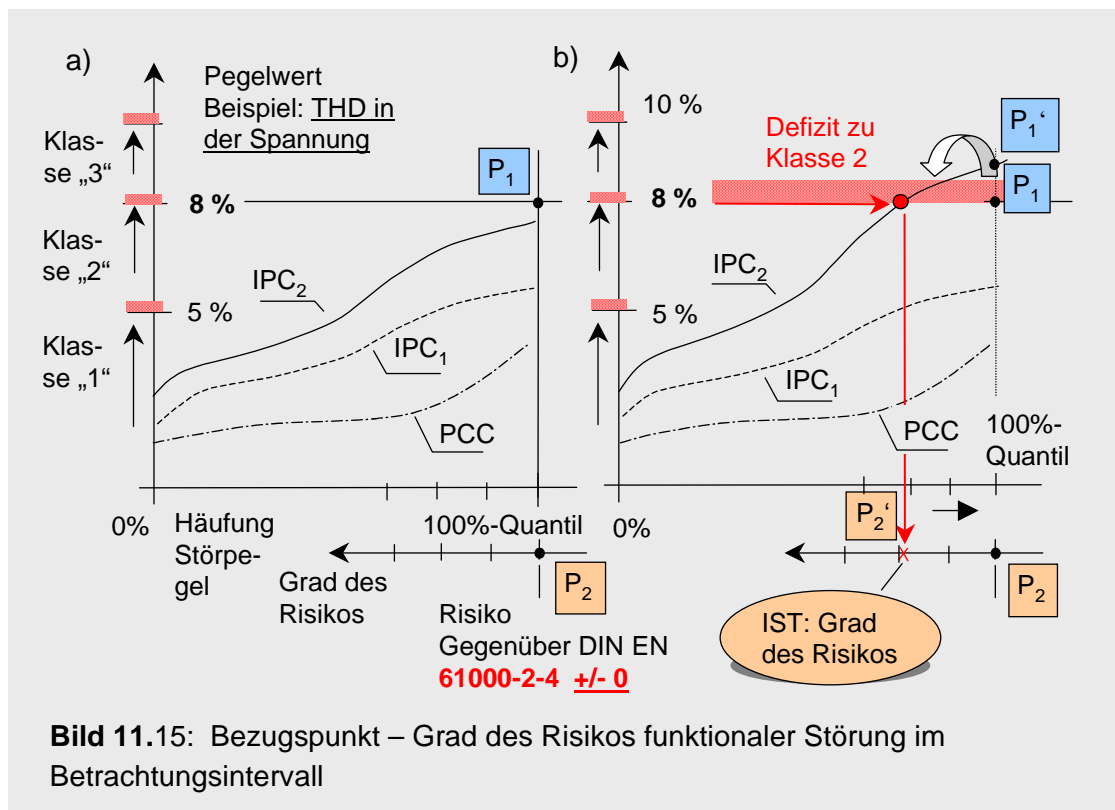 a)
Pegelwert
Beispiel: THD in
der Spannung
Klas-
se „3“
8 %
Klas-
se „2“
5 %
Klas-
se „1“
P1
IPC2
IPC1
PCC
0%
Häufung
Störpe-
gel
100%-Quantil
Grad des
Risikos
P2
Risiko
Gegenüber DIN EN
61000-2-4 +/- 0
b)
10 %
Defizit zu
Klasse 2
P1‘
P1
8 %
IPC2
5 %
IPC1
PCC
100%-
Quantil
0%
P2‘
P2
IST: Grad
des Risikos
Bild 11.15: Bezugspunkt – Grad des Risikos funktionaler Störung im
Betrachtungsintervall